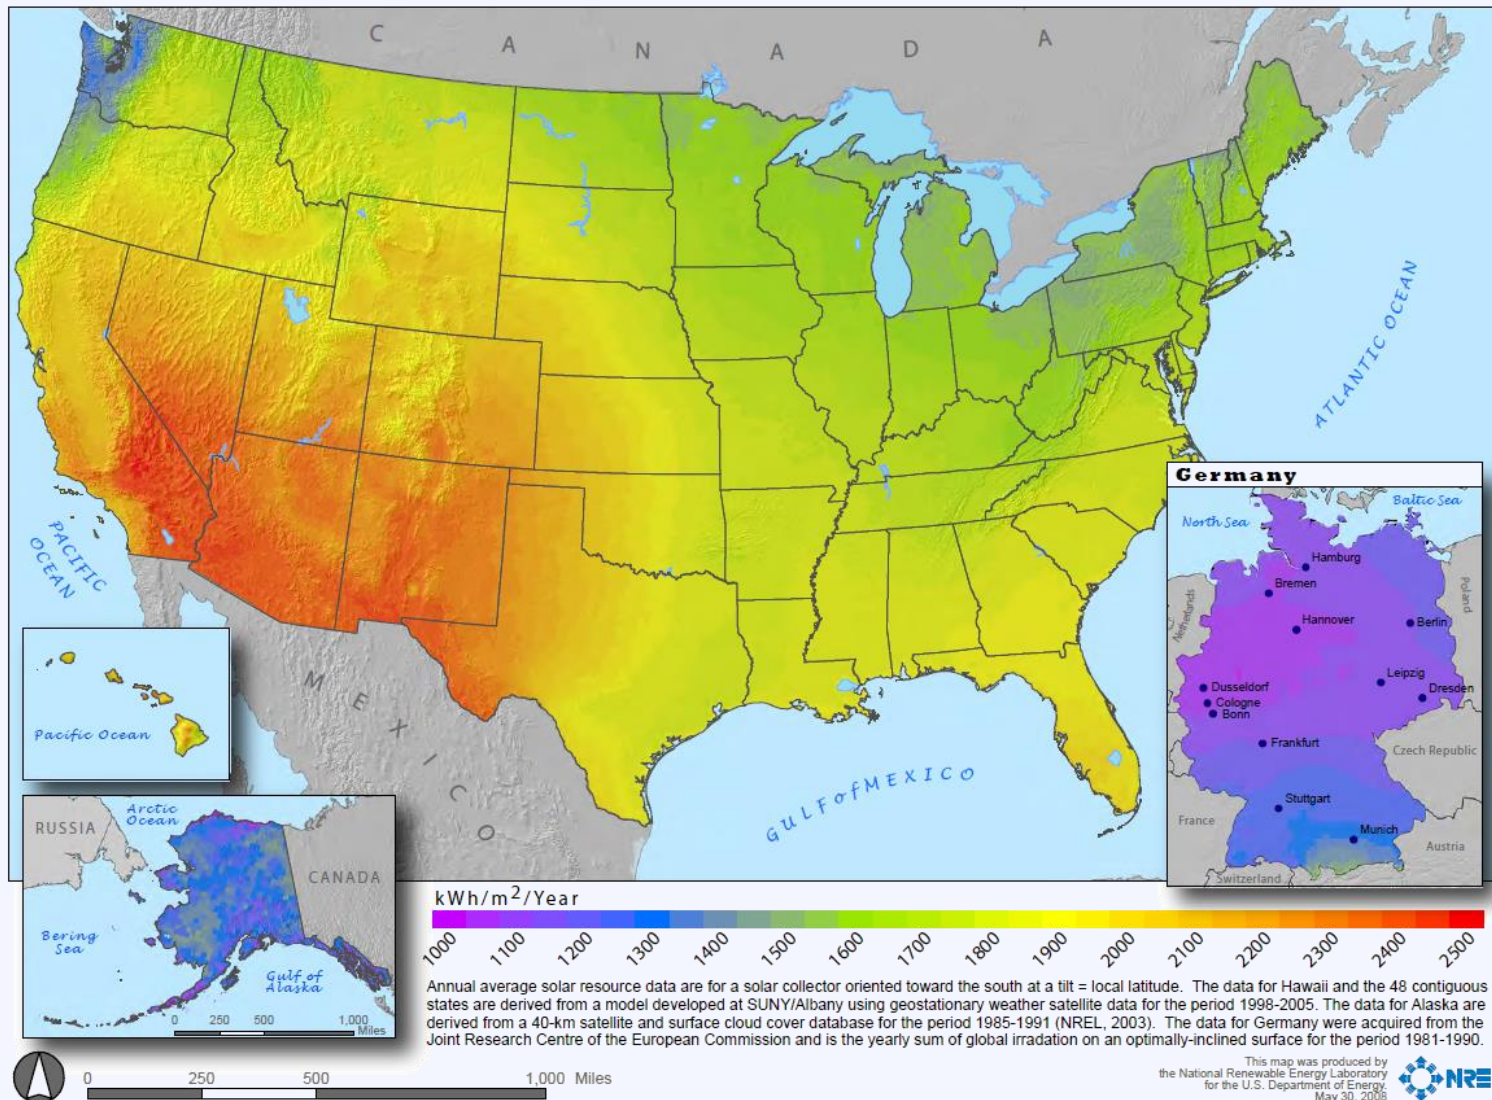 CANADA
ATLANTIC OCEAN
PACIFIC
OCEAN
MEXICO
GULF of MEXICO
Pacific Ocean
Arctic
Ocean
RUSSIA
CANADA
Bering
Sea
Gulf of
Alaska
0 250 500 1,000
Miles
Germany
North Sea
Baltic Sea
Hamburg
Bremen
Netherlands
Poland
Hannover
Berlin
Leipzig
Dusseldorf
Dresden
Cologne
Bonn
Frankfurt
Czech Republic
Stuttgart
France
Munich
Austria
Switzerland
kWh/m²/Year
1000 1100 1200 1300 1400 1500 1600 1700 1800 1900 2000 2100 2200 2300 2400 2500
Annual average solar resource data are for a solar collector oriented toward the south at a tilt = local latitude. The data for Hawaii and the 48 contiguous
states are derived from a model developed at SUNY/Albany using geostationary weather satellite data for the period 1998-2005. The data for Alaska are
derived from a 40-km satellite and surface cloud cover database for the period 1985-1991 (NREL, 2003). The data for Germany were acquired from the
Joint Research Centre of the European Commission and is the yearly sum of global irradation on an optimally-inclined surface for the period 1981-1990.
0 250 500 1,000 Miles
This map was produced by
the National Renewable Energy Laboratory
for the U.S. Department of Energy.
May 30, 2008
NRE